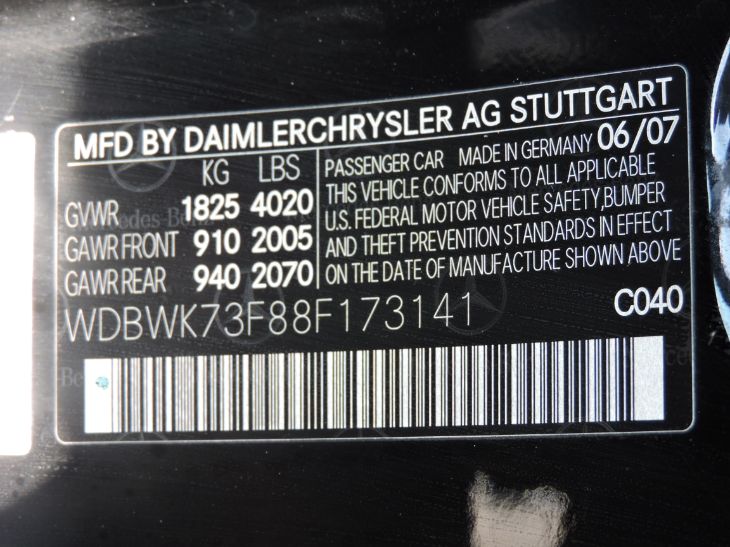 MFD BY DAIMLERCHRYSLER AG STUTTGART
KG LBS
GVWR 1825 4020
GAWR FRONT 910 2005
GAWR REAR 940 2070
PASSENGER CAR MADE IN GERMANY 06/07
THIS VEHICLE CONFORMS TO ALL APPLICABLE
U.S. FEDERAL MOTOR VEHICLE SAFETY,BUMPER
AND THEFT PREVENTION STANDARDS IN EFFECT
ON THE DATE OF MANUFACTURE SHOWN ABOVE
WDBWK73F88F173141 C040